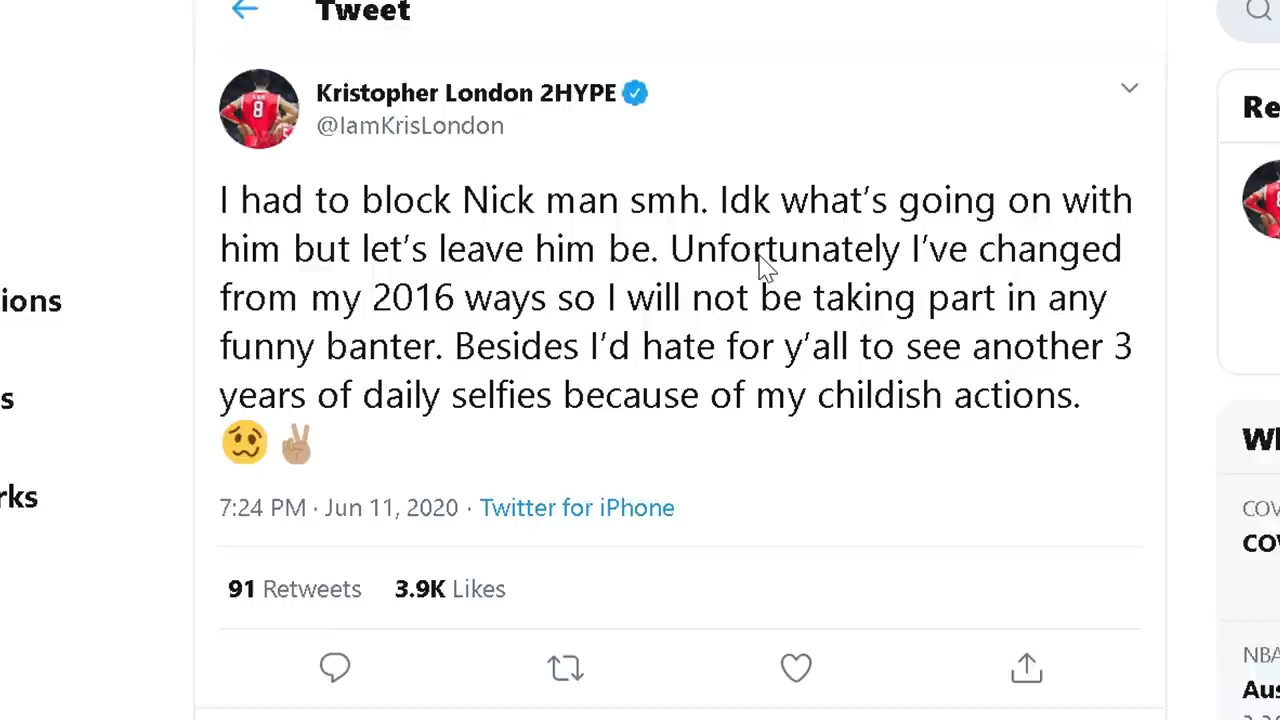 Tweet
Kristopher London 2HYPE
@IamKrisLondon
I had to block Nick man smh. Idk what's going on with
him but let's leave him be. Unfortunately I've changed
from my 2016 ways so I will not be taking part in any
funny banter. Besides I'd hate for y'all to see another 3
years of daily selfies because of my childish actions.
🥴✌🏽
7:24 PM · Jun 11, 2020 · Twitter for iPhone
91 Retweets 3.9K Likes
ions
s
rks
Re
8
COV
NBA
Aus